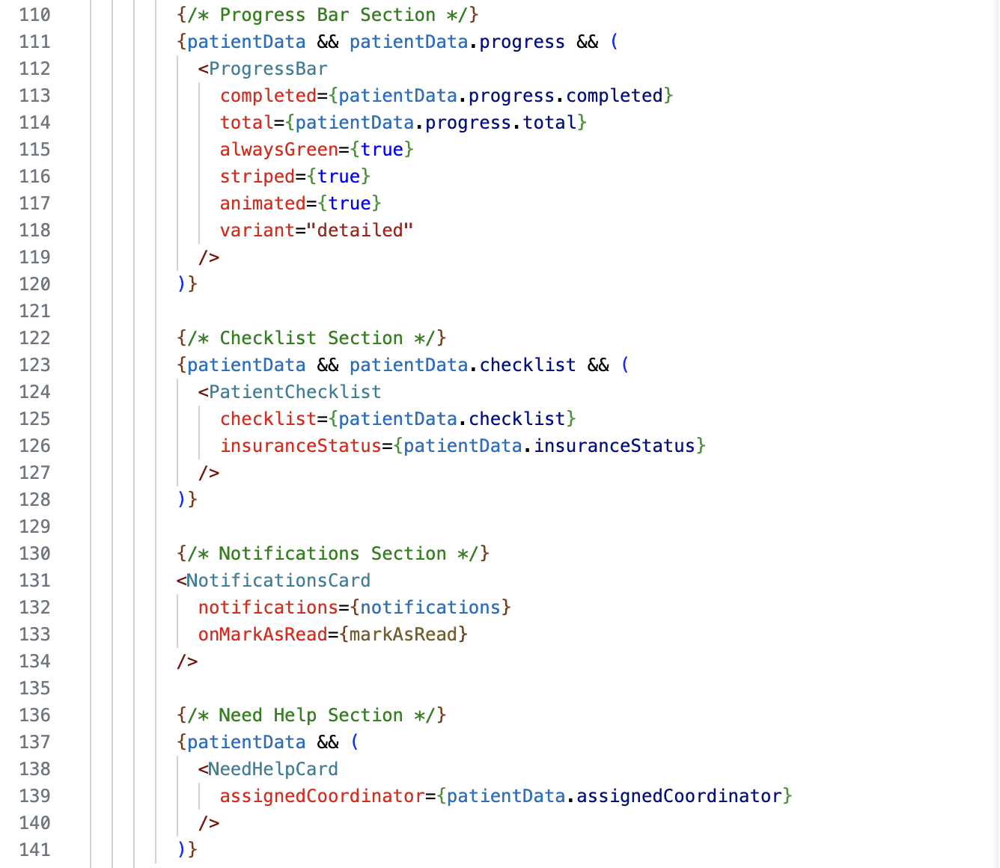 110 {/* Progress Bar Section */}
111 {patientData && patientData.progress && (
112 <ProgressBar
113 completed={patientData.progress.completed}
114 total={patientData.progress.total}
115 alwaysGreen={true}
116 striped={true}
117 animated={true}
118 variant="detailed"
119 />
120 )}
121
122 {/* Checklist Section */}
123 {patientData && patientData.checklist && (
124 <PatientChecklist
125 checklist={patientData.checklist}
126 insuranceStatus={patientData.insuranceStatus}
127 />
128 )}
129
130 {/* Notifications Section */}
131 <NotificationsCard
132 notifications={notifications}
133 onMarkAsRead={markAsRead}
134 />
135
136 {/* Need Help Section */}
137 {patientData && (
138 <NeedHelpCard
139 assignedCoordinator={patientData.assignedCoordinator}
140 />
141 )}